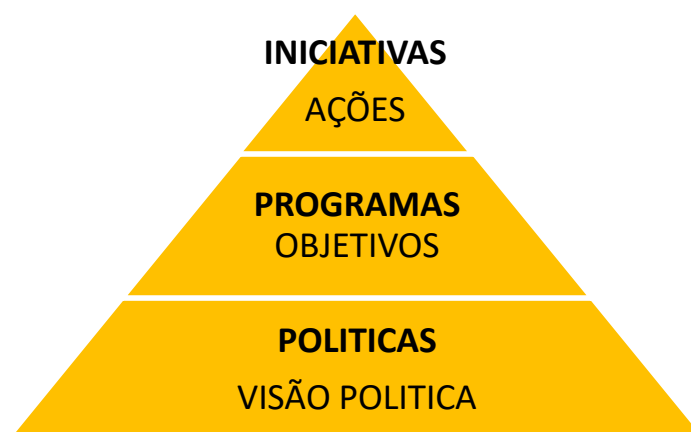 INICIATIVAS
AÇÕES
PROGRAMAS
OBJETIVOS
POLITICAS
VISÃO POLITICA